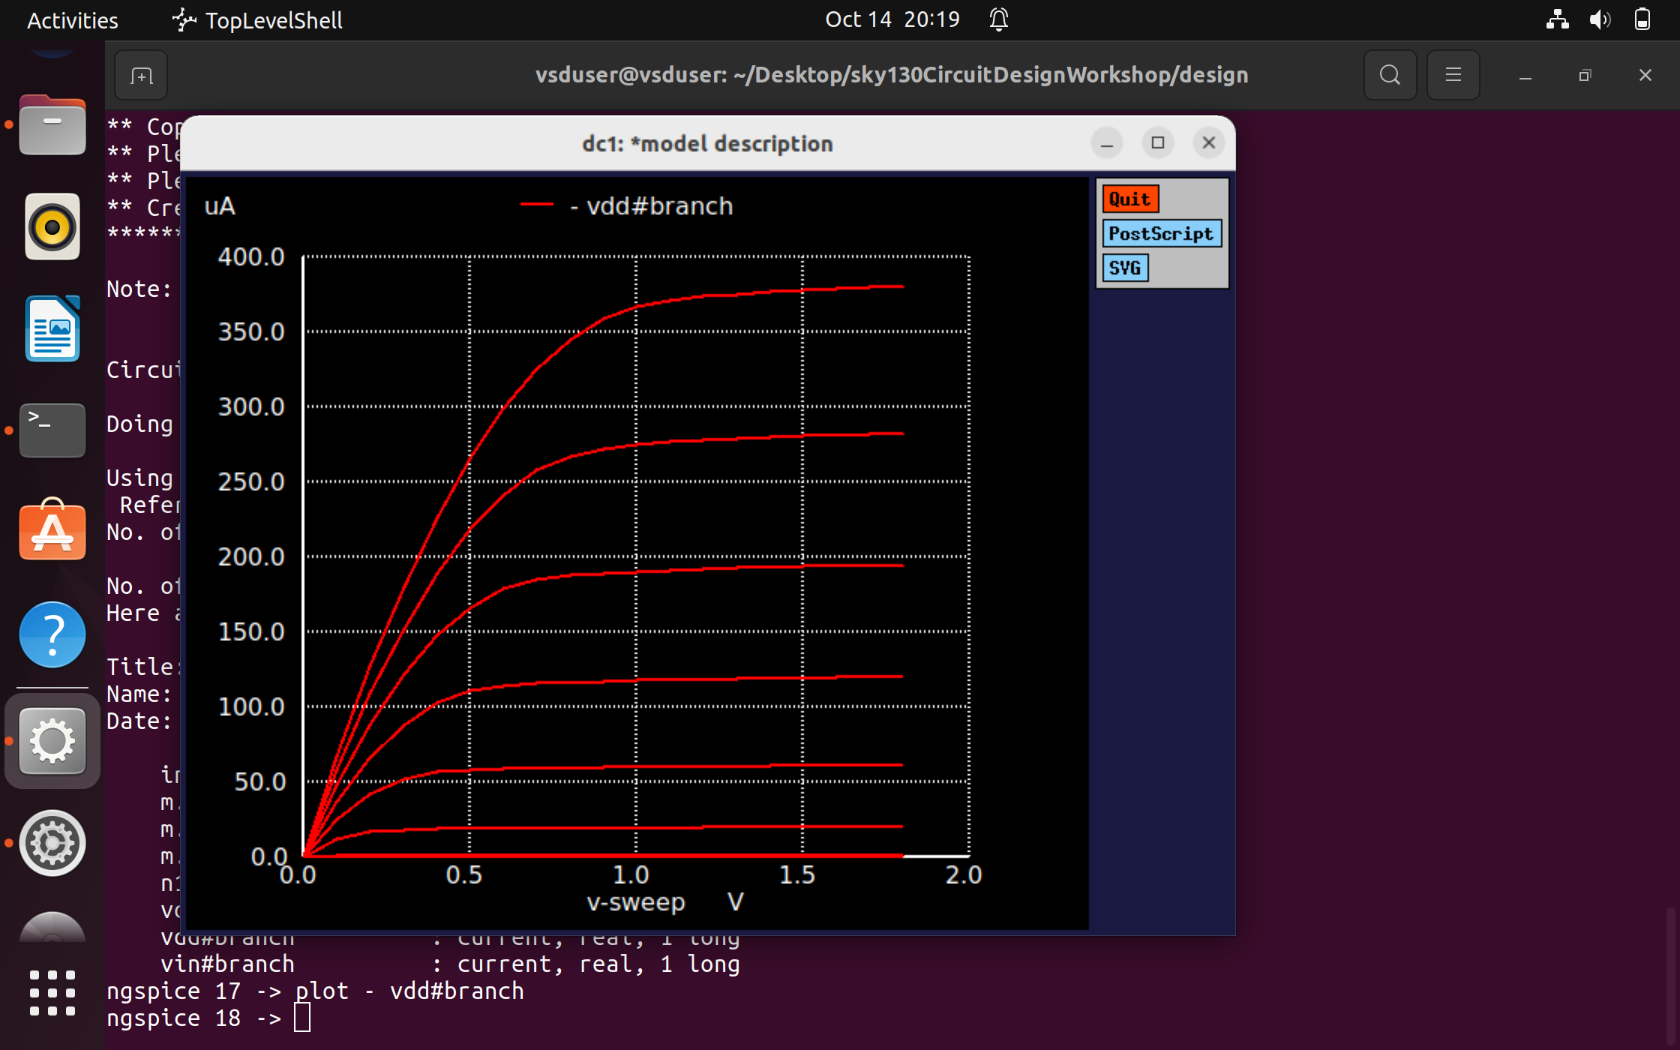 Activities
TopLevelShell
Oct 14 20:19
vsduser@vsduser: ~/Desktop/sky130CircuitDesignWorkshop/design
** Cop
** Ple
** Ple
** Cre
******
Note:
Circui
Doing
Using
Refer
No. of
No. of
Here a
Title:
Name:
Date:
in
m.
m.
m.
n1
vdd#branch : current, real, 1 long
vin#branch : current, real, 1 long
ngspice 17 -> plot - vdd#branch
ngspice 18 ->
dc1: *model description
uA
- vdd#branch
Quit
PostScript
SVG
400.0
350.0
300.0
250.0
200.0
150.0
100.0
50.0
0.0
0.0 0.5 1.0 1.5 2.0
v-sweep V